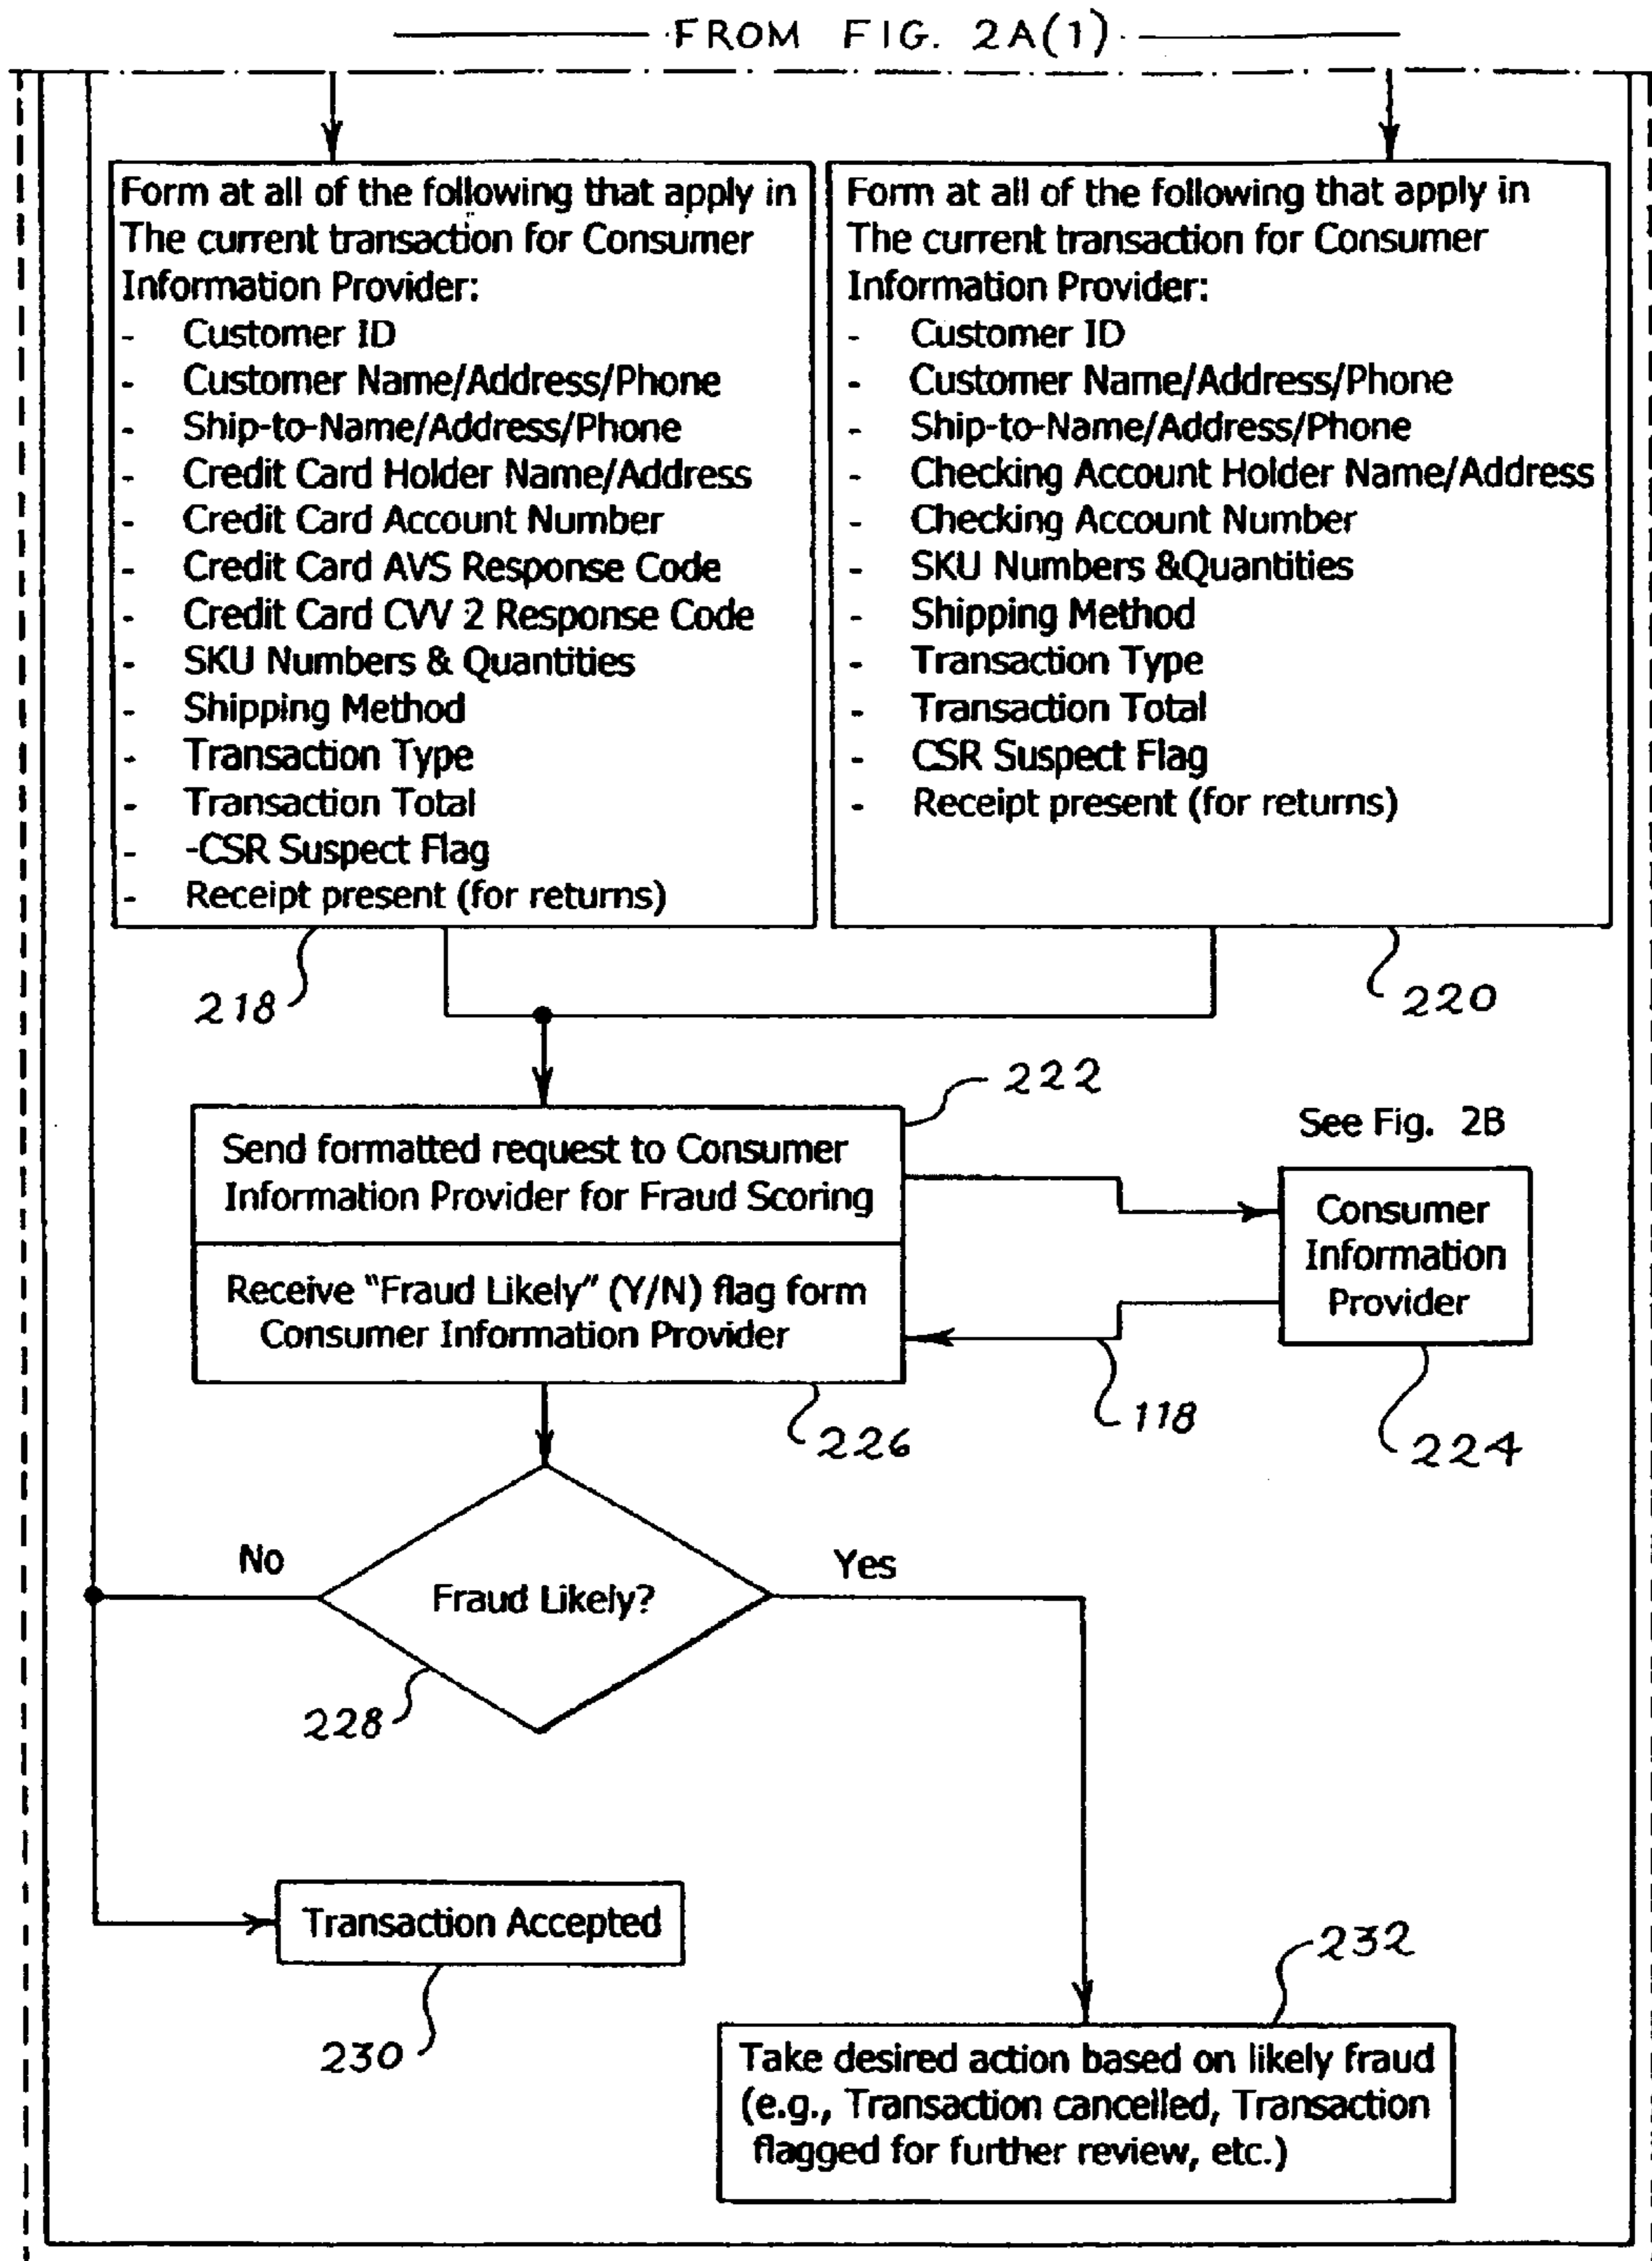 FROM FIG. 2A(1)
Form at all of the following that apply in
The current transaction for Consumer
Information Provider:
- Customer ID
- Customer Name/Address/Phone
- Ship-to-Name/Address/Phone
- Credit Card Holder Name/Address
- Credit Card Account Number
- Credit Card AVS Response Code
- Credit Card CVV 2 Response Code
- SKU Numbers & Quantities
- Shipping Method
- Transaction Type
- Transaction Total
- -CSR Suspect Flag
- Receipt present (for returns)
218
Form at all of the following that apply in
The current transaction for Consumer
Information Provider:
- Customer ID
- Customer Name/Address/Phone
- Ship-to-Name/Address/Phone
- Checking Account Holder Name/Address
- Checking Account Number
- SKU Numbers &Quantities
- Shipping Method
- Transaction Type
- Transaction Total
- CSR Suspect Flag
- Receipt present (for returns)
220
222
Send formatted request to Consumer
Information Provider for Fraud Scoring
See Fig. 2B
Consumer
Information
Provider
224
Receive "Fraud Likely" (Y/N) flag form
Consumer Information Provider
118
226
No
Fraud Likely?
Yes
228
Transaction Accepted
230
232
Take desired action based on likely fraud
(e.g., Transaction cancelled, Transaction
flagged for further review, etc.)